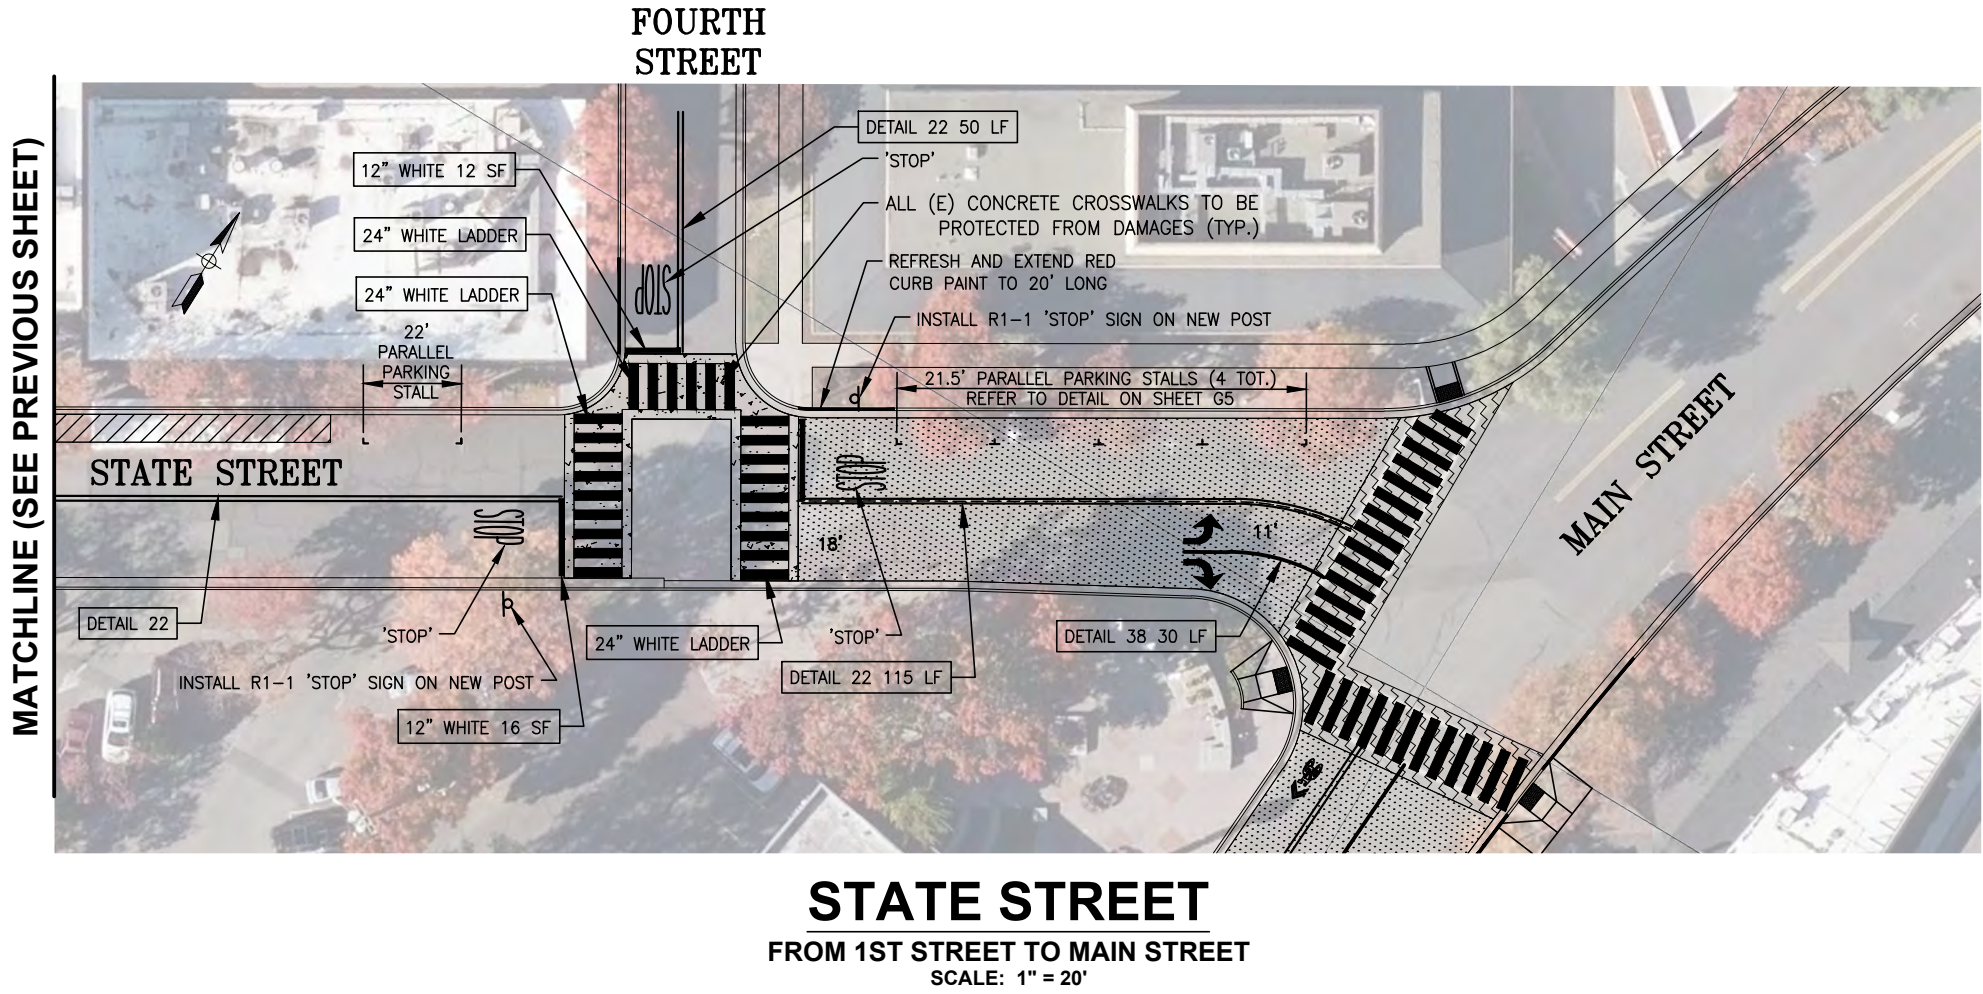 FOURTH
STREET
MATCHLINE (SEE PREVIOUS SHEET)
DETAIL 22 50 LF
'STOP'
12" WHITE 12 SF
ALL (E) CONCRETE CROSSWALKS TO BE
PROTECTED FROM DAMAGES (TYP.)
24" WHITE LADDER
REFRESH AND EXTEND RED
CURB PAINT TO 20' LONG
STOP
24" WHITE LADDER
INSTALL R1-1 'STOP' SIGN ON NEW POST
22'
PARALLEL
PARKING
STALL
21.5' PARALLEL PARKING STALLS (4 TOT.)
REFER TO DETAIL ON SHEET G5
MAIN STREET
STATE STREET
STOP
STOP
18'
11'
DETAIL 22
'STOP'
24" WHITE LADDER
'STOP'
DETAIL 38 30 LF
INSTALL R1-1 'STOP' SIGN ON NEW POST
DETAIL 22 115 LF
12" WHITE 16 SF
STATE STREET
FROM 1ST STREET TO MAIN STREET
SCALE: 1" = 20'